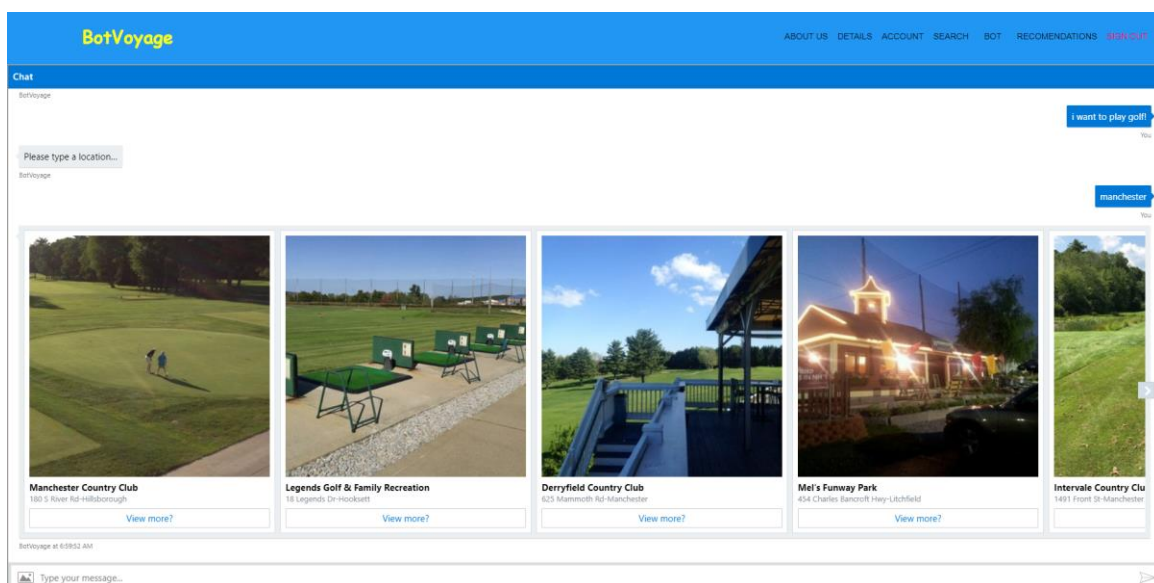 BotVoyage
ABOUT US DETAILS ACCOUNT SEARCH BOT RECOMENDATIONS SIGN OUT
Chat
BotVoyage
i want to play golf!
You
Please type a location...
BotVoyage
manchester
You
Manchester Country Club
180 S River Rd-Hillsborough
View more?
Legends Golf & Family Recreation
18 Legends Dr-Hooksett
View more?
Derryfield Country Club
625 Mammoth Rd-Manchester
View more?
Mel's Funway Park
454 Charles Bancroft Hwy-Litchfield
View more?
Intervale Country Clu
1491 Front St-Manchester
BotVoyage at 6:59:52 AM
Type your message...